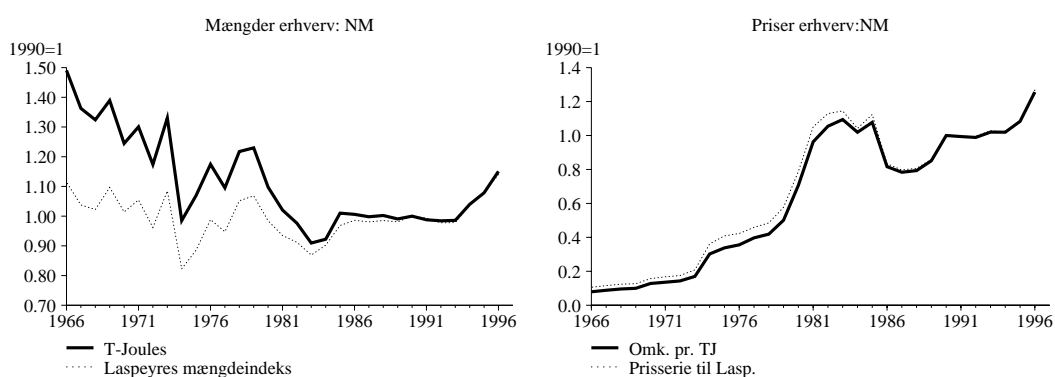 Mængder erhverv: NM
1990=1
1.50
1.40
1.30
1.20
1.10
1.00
0.90
0.80
0.70
1966 1971 1976 1981 1986 1991 1996
T-Joules
Laspeyres mængdeindeks
Priser erhverv:NM
1990=1
1.4
1.2
1.0
0.8
0.6
0.4
0.2
0.0
1966 1971 1976 1981 1986 1991 1996
Omk. pr. TJ
Prisserie til Lasp.